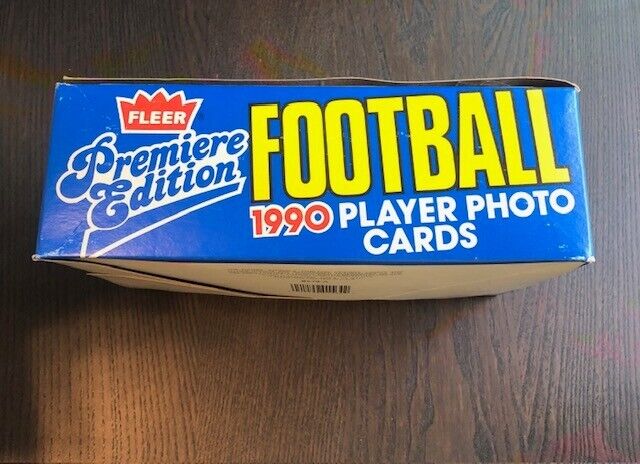 FLEER
Premiere
Edition
FOOTBALL
1990 PLAYER PHOTO
CARDS